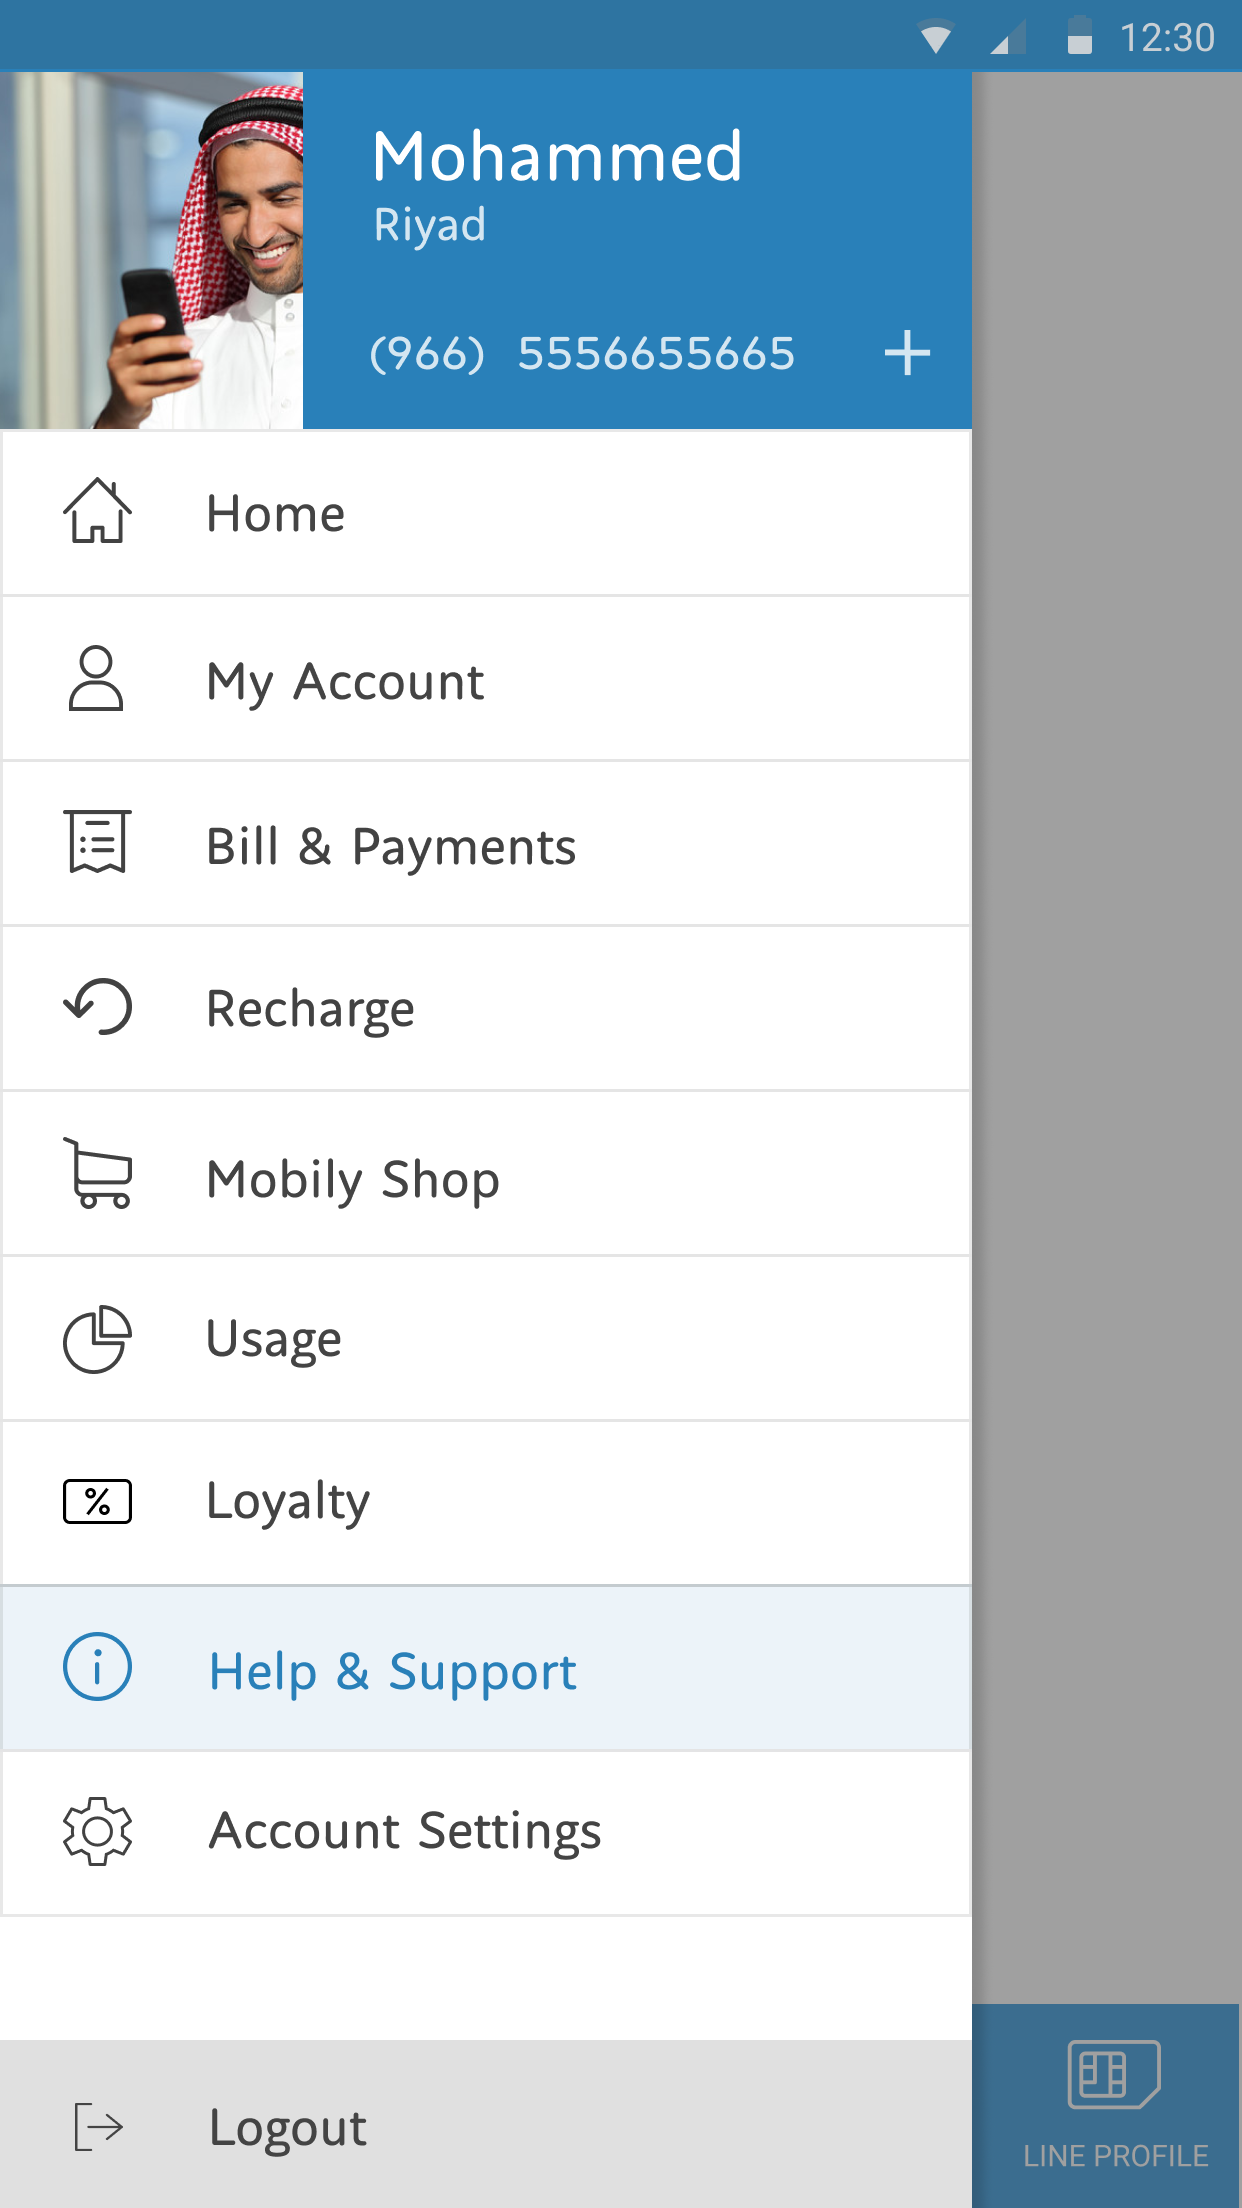 12:30
Mohammed
Riyad
(966) 5556655665
Home
My Account
Bill & Payments
Recharge
Mobily Shop
Usage
Loyalty
Help & Support
Account Settings
Logout
LINE PROFILE